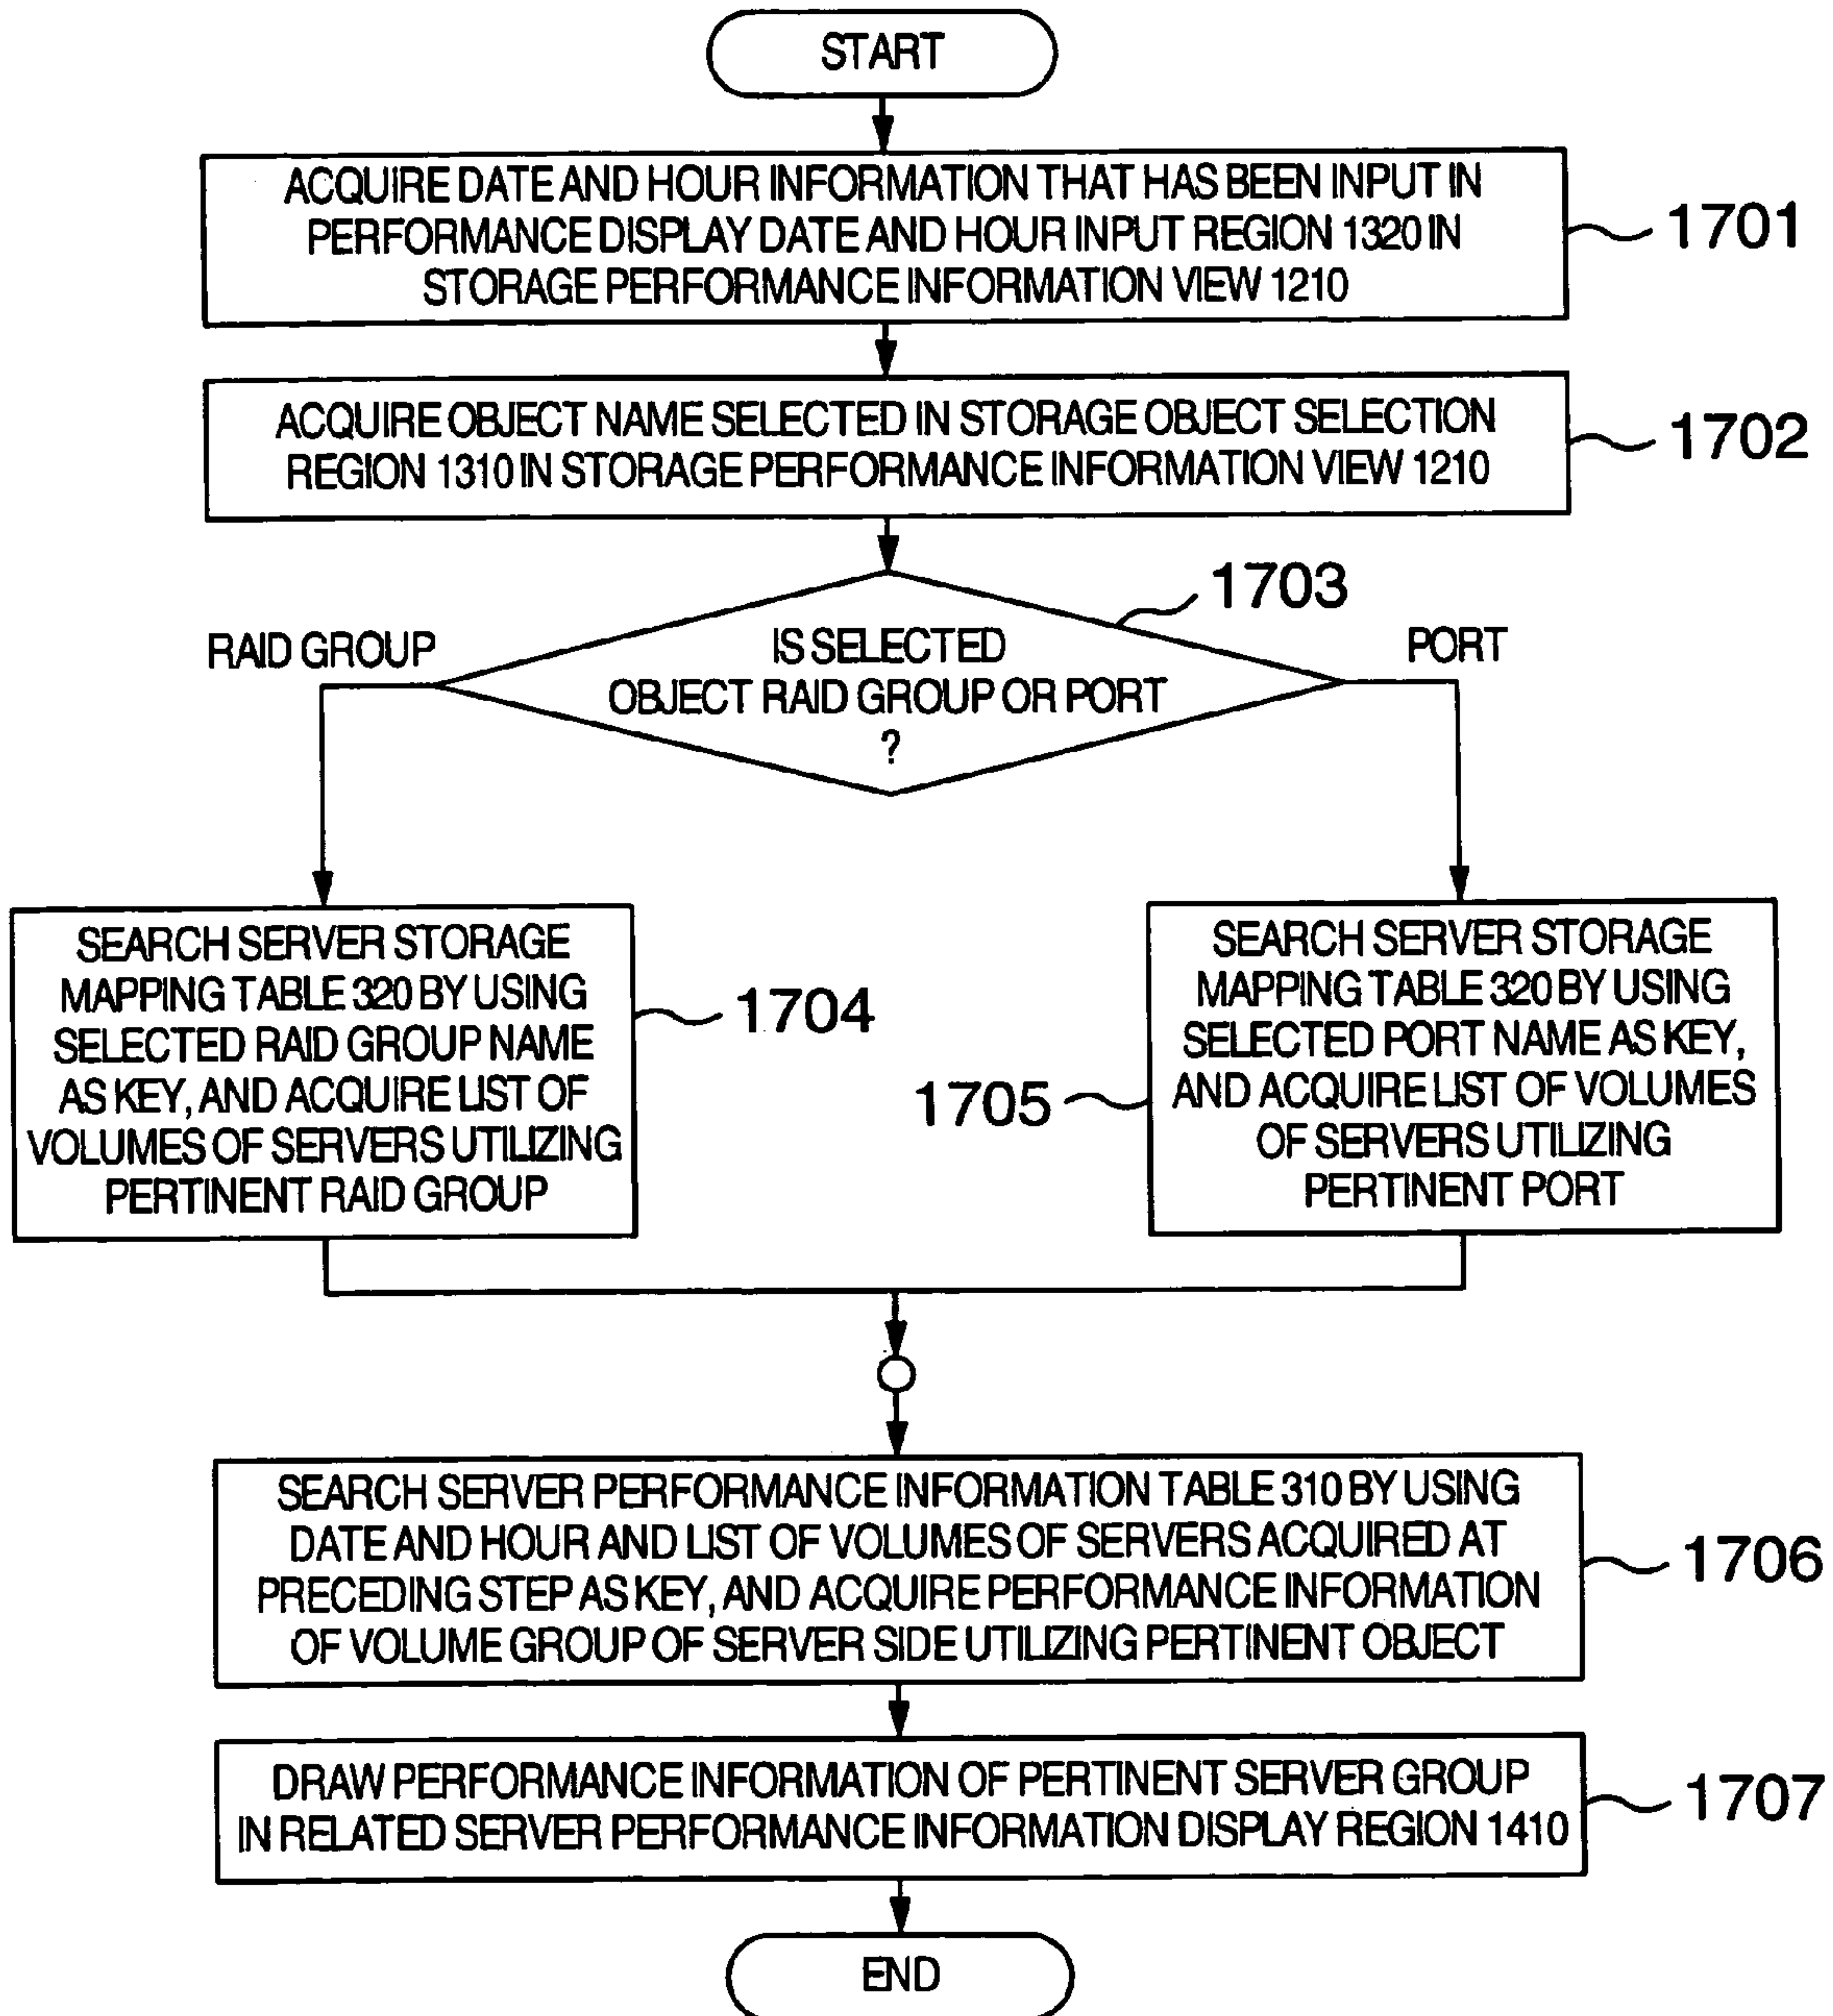 START
ACQUIRE DATE AND HOUR INFORMATION THAT HAS BEEN INPUT IN
PERFORMANCE DISPLAY DATE AND HOUR INPUT REGION 1320 IN
STORAGE PERFORMANCE INFORMATION VIEW 1210
1701
ACQUIRE OBJECT NAME SELECTED IN STORAGE OBJECT SELECTION
REGION 1310 IN STORAGE PERFORMANCE INFORMATION VIEW 1210
1702
1703
RAID GROUP
IS SELECTED
OBJECT RAID GROUP OR PORT
?
PORT
SEARCH SERVER STORAGE
MAPPING TABLE 320 BY USING
SELECTED RAID GROUP NAME
AS KEY, AND ACQUIRE LIST OF
VOLUMES OF SERVERS UTILIZING
PERTINENT RAID GROUP
1704
SEARCH SERVER STORAGE
MAPPING TABLE 320 BY USING
SELECTED PORT NAME AS KEY,
AND ACQUIRE LIST OF VOLUMES
OF SERVERS UTILIZING
PERTINENT PORT
1705
SEARCH SERVER PERFORMANCE INFORMATION TABLE 310 BY USING
DATE AND HOUR AND LIST OF VOLUMES OF SERVERS ACQUIRED AT
PRECEDING STEP AS KEY, AND ACQUIRE PERFORMANCE INFORMATION
OF VOLUME GROUP OF SERVER SIDE UTILIZING PERTINENT OBJECT
1706
DRAW PERFORMANCE INFORMATION OF PERTINENT SERVER GROUP
IN RELATED SERVER PERFORMANCE INFORMATION DISPLAY REGION 1410
1707
END